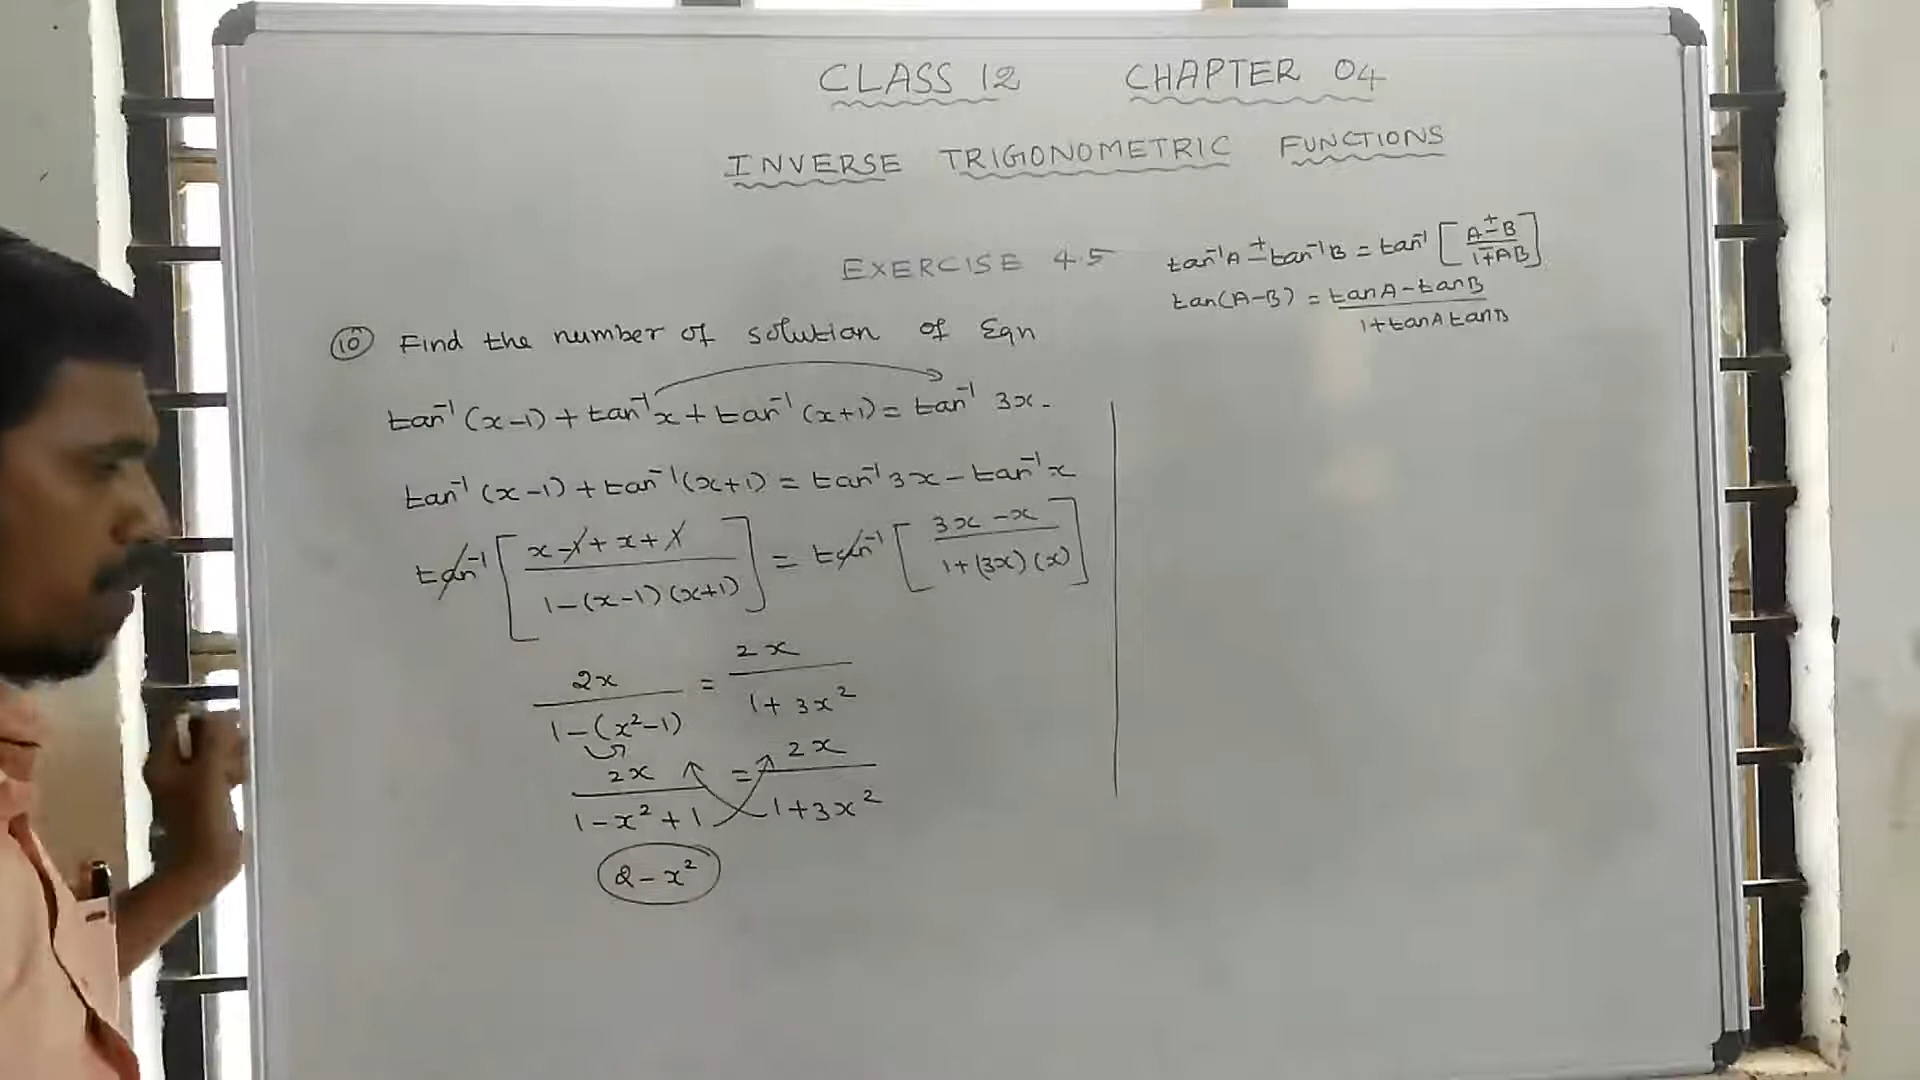 CLASS 12 CHAPTER 04
INVERSE TRIGONOMETRIC FUNCTIONS
EXERCISE 4.5
tan⁻¹A ± tan⁻¹B = tan⁻¹ [(A ± B)/(1 ∓ AB)]
tan(A-B) = (tanA - tanB)/(1 + tanA tanB)
(10) Find the number of solution of Eqn
tan⁻¹ (x-1) + tan⁻¹ x + tan⁻¹ (x+1) = tan⁻¹ 3x.
tan⁻¹ (x-1) + tan⁻¹ (x+1) = tan⁻¹ 3x - tan⁻¹ x
tan⁻¹ [(x-1+x+1)/(1-(x-1)(x+1))] = tan⁻¹ [(3x-x)/(1+(3x)(x))]
2x/(1-(x²-1)) = 2x/(1+3x²)
2x/(1-x²+1) = 2x/(1+3x²)
2-x²